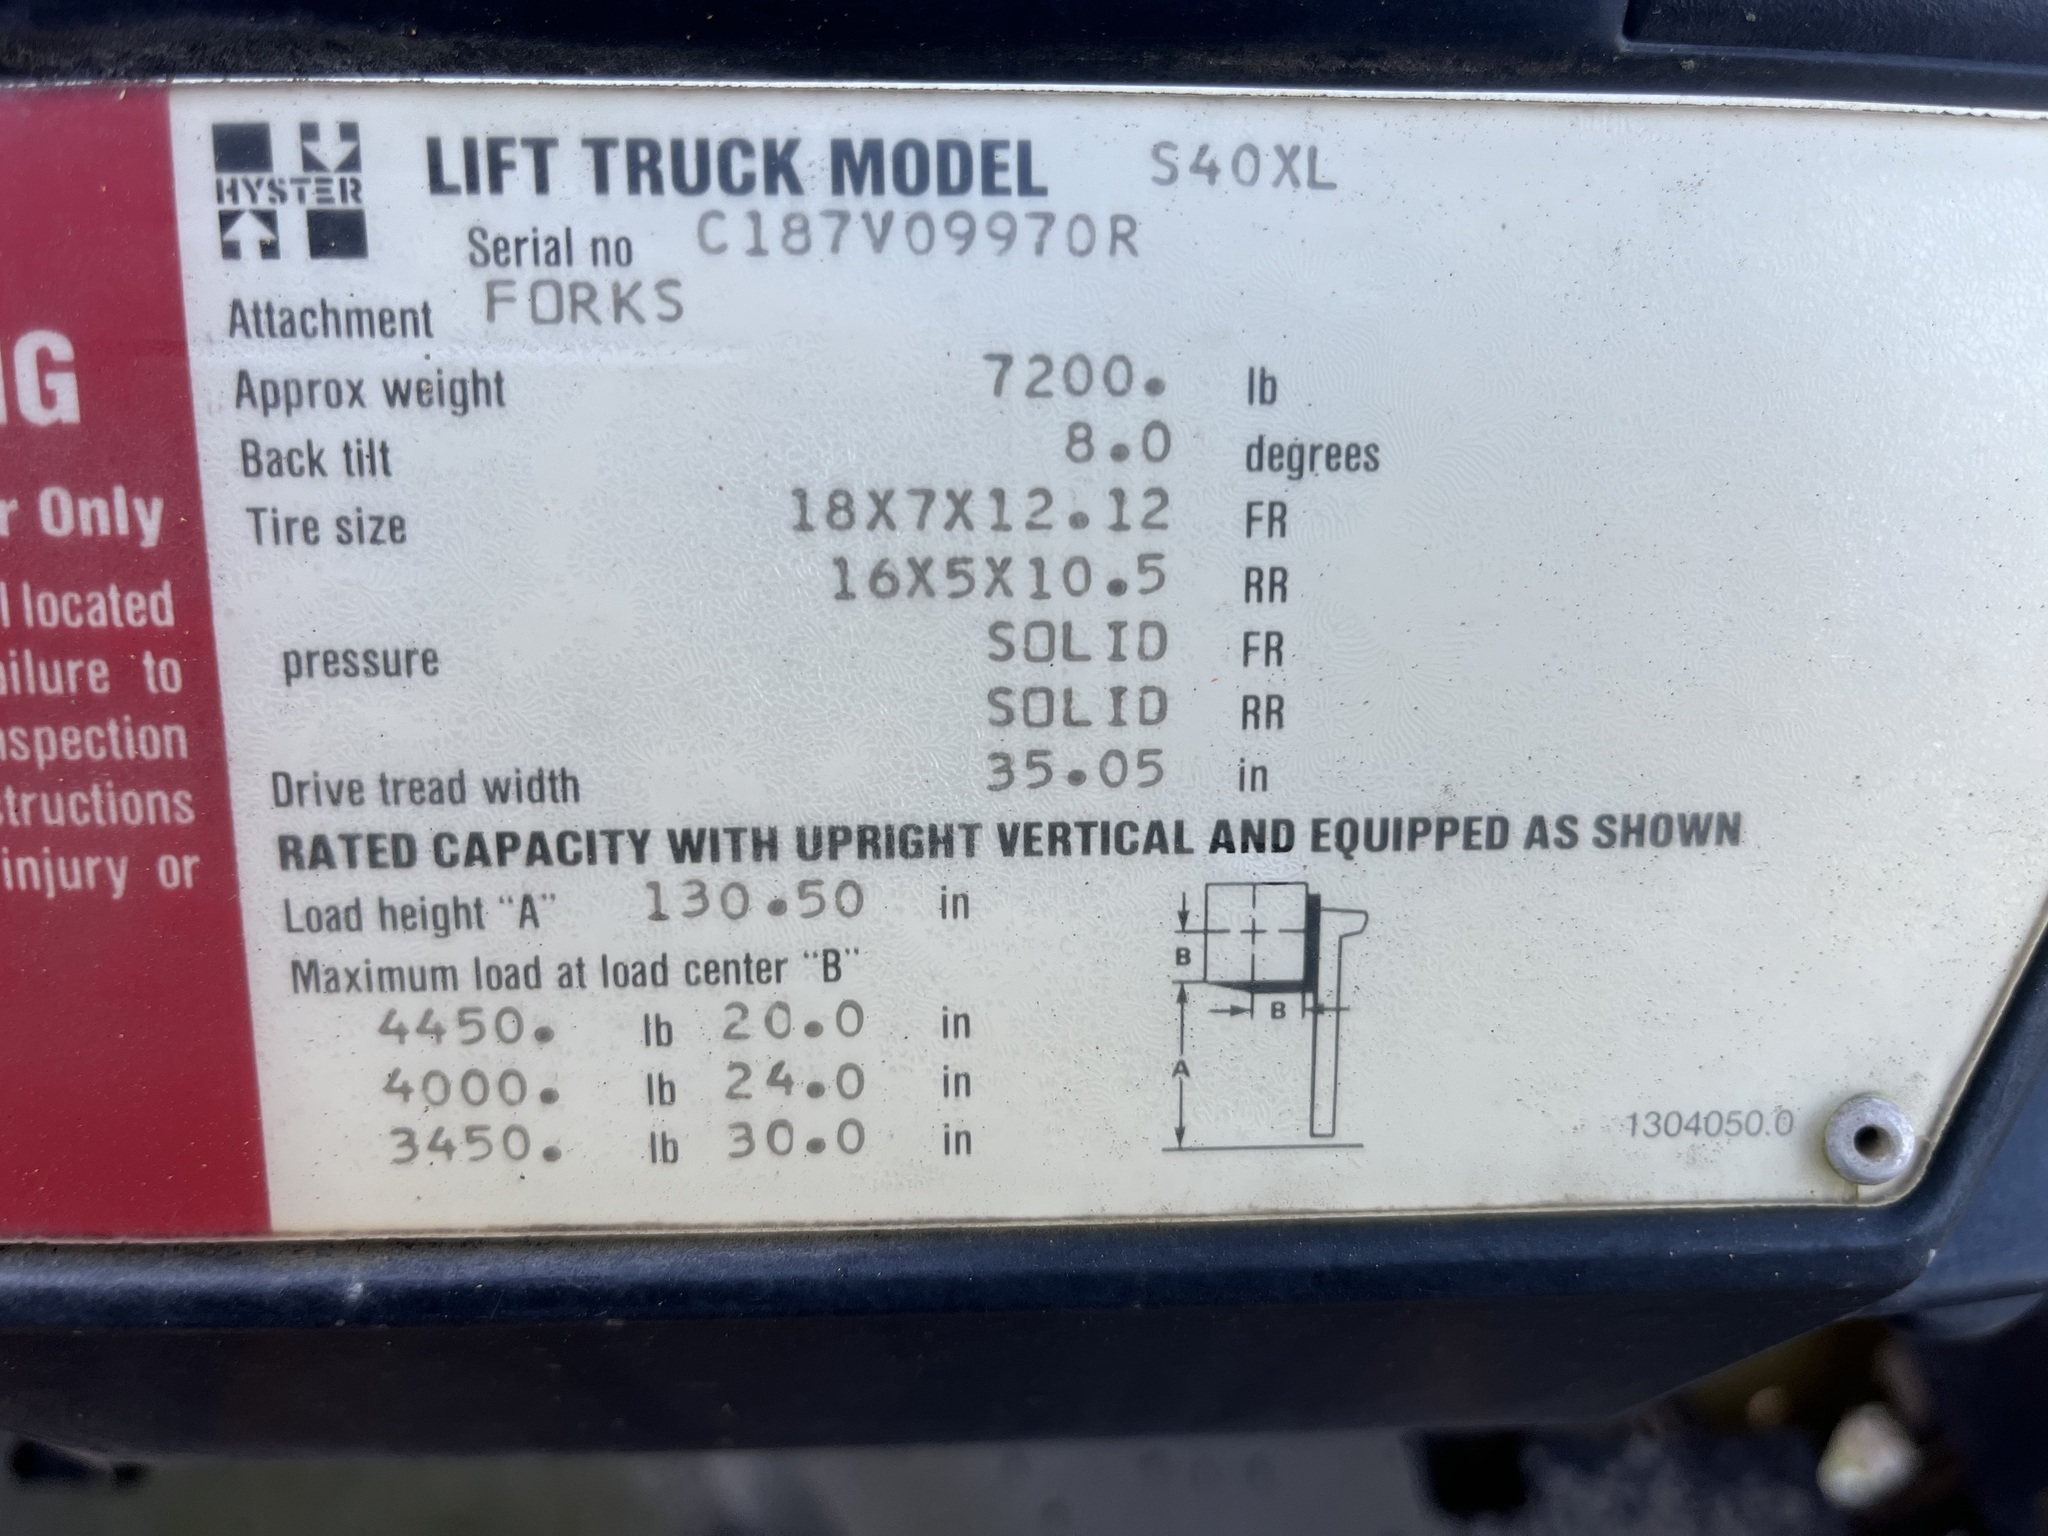 HYSTER
LIFT TRUCK MODEL S40XL
Serial no C187V09970R
Attachment FORKS
Approx weight 7200. lb
Back tilt 8.0 degrees
Tire size 18X7X12.12 FR
16X5X10.5 RR
pressure SOLID FR
SOLID RR
Drive tread width 35.05 in
RATED CAPACITY WITH UPRIGHT VERTICAL AND EQUIPPED AS SHOWN
Load height "A" 130.50 in
Maximum load at load center "B"
4450. lb 20.0 in
4000. lb 24.0 in
3450. lb 30.0 in
B
B
A
1304050.0
Only
located
to
injury or